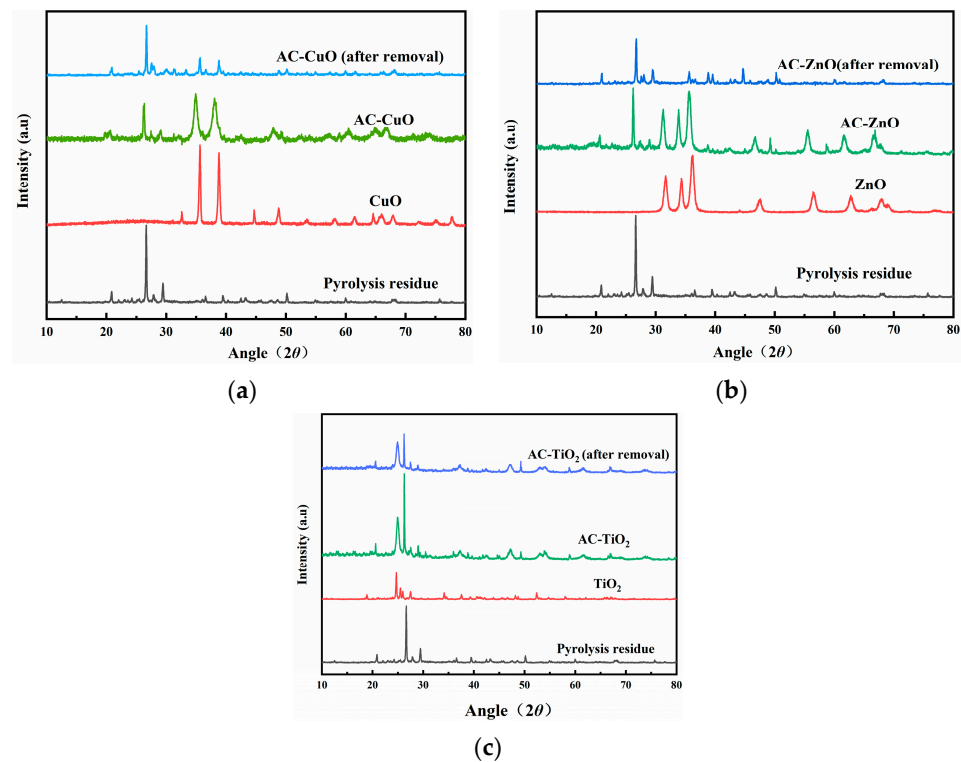 AC-CuO (after removal)
AC-CuO
CuO
Pyrolysis residue
Intensity (a.u)
10 20 30 40 50 60 70 80
Angle（2θ）
(a)
AC-ZnO(after removal)
AC-ZnO
ZnO
Pyrolysis residue
Intensity (a.u)
10 20 30 40 50 60 70 80
Angle（2θ）
(b)
AC-TiO2 (after removal)
AC-TiO2
TiO2
Pyrolysis residue
Intensity (a.u)
10 20 30 40 50 60 70 80
Angle（2θ）
(c)